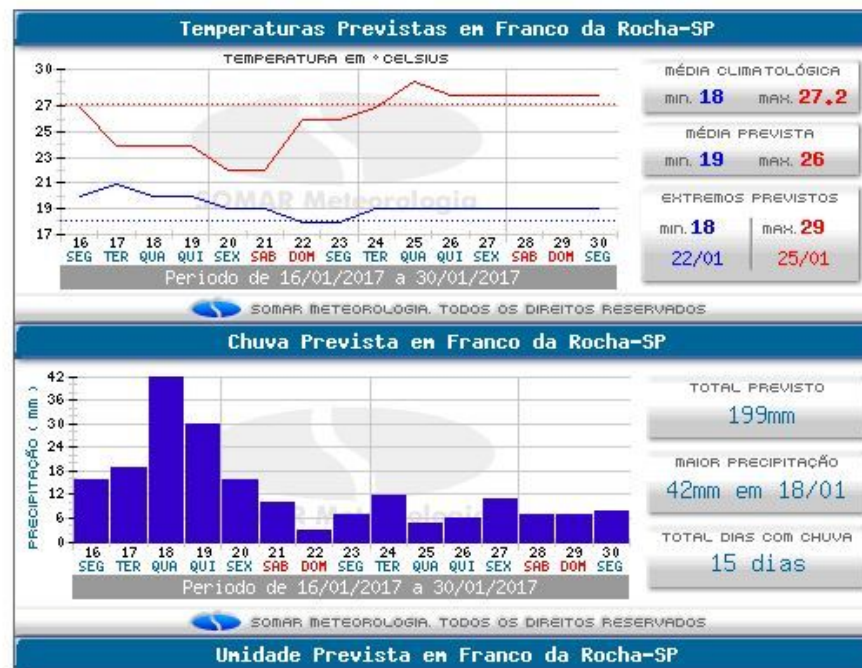 Temperaturas Previstas em Franco da Rocha-SP
TEMPERATURA EM °CELSIUS
30
27
25
23
21
19
17
SOMAR Meteorologia
16 17 18 19 20 21 22 23 24 25 26 27 28 29 30
SEG TER QUA QUI SEX SAB DOM SEG TER QUA QUI SEX SAB DOM SEG
Periodo de 16/01/2017 a 30/01/2017
MÉDIA CLIMATOLÓGICA
min. 18 max. 27.2
MÉDIA PREVISTA
min. 19 max. 26
EXTREMOS PREVISTOS
min. 18 max. 29
22/01 25/01
SOMAR METEOROLOGIA. TODOS OS DIREITOS RESERVADOS
Chuva Prevista em Franco da Rocha-SP
PRECIPITAÇÃO ( mm )
42
36
30
24
18
12
6
0
SOMAR Meteorologia
16 17 18 19 20 21 22 23 24 25 26 27 28 29 30
SEG TER QUA QUI SEX SAB DOM SEG TER QUA QUI SEX SAB DOM SEG
Periodo de 16/01/2017 a 30/01/2017
TOTAL PREVISTO
199mm
MAIOR PRECIPITAÇÃO
42mm em 18/01
TOTAL DIAS COM CHUVA
15 dias
SOMAR METEOROLOGIA. TODOS OS DIREITOS RESERVADOS
Umidade Prevista em Franco da Rocha-SP